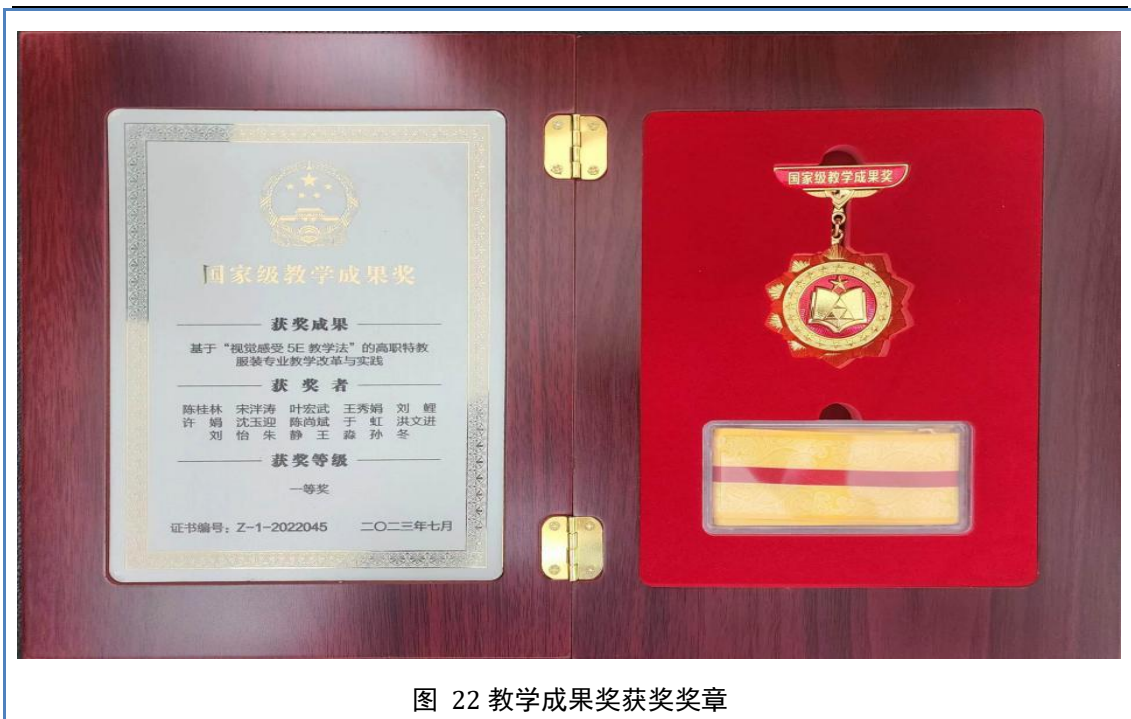 国家级教学成果奖
获奖成果
基于“视觉感受 5E 教学法”的高职特教
服装专业教学改革与实践
获 奖 者
陈桂林 宋泮涛 叶宏武 王秀娟 刘 鲤
许 娟 沈玉迎 陈尚斌 于 虹 洪文进
刘 怡 朱 静 王 淼 孙 冬
获奖等级
一等奖
证书编号：Z-1-2022045 二〇二三年七月
国家级教学成果奖
图 22 教学成果奖获奖奖章